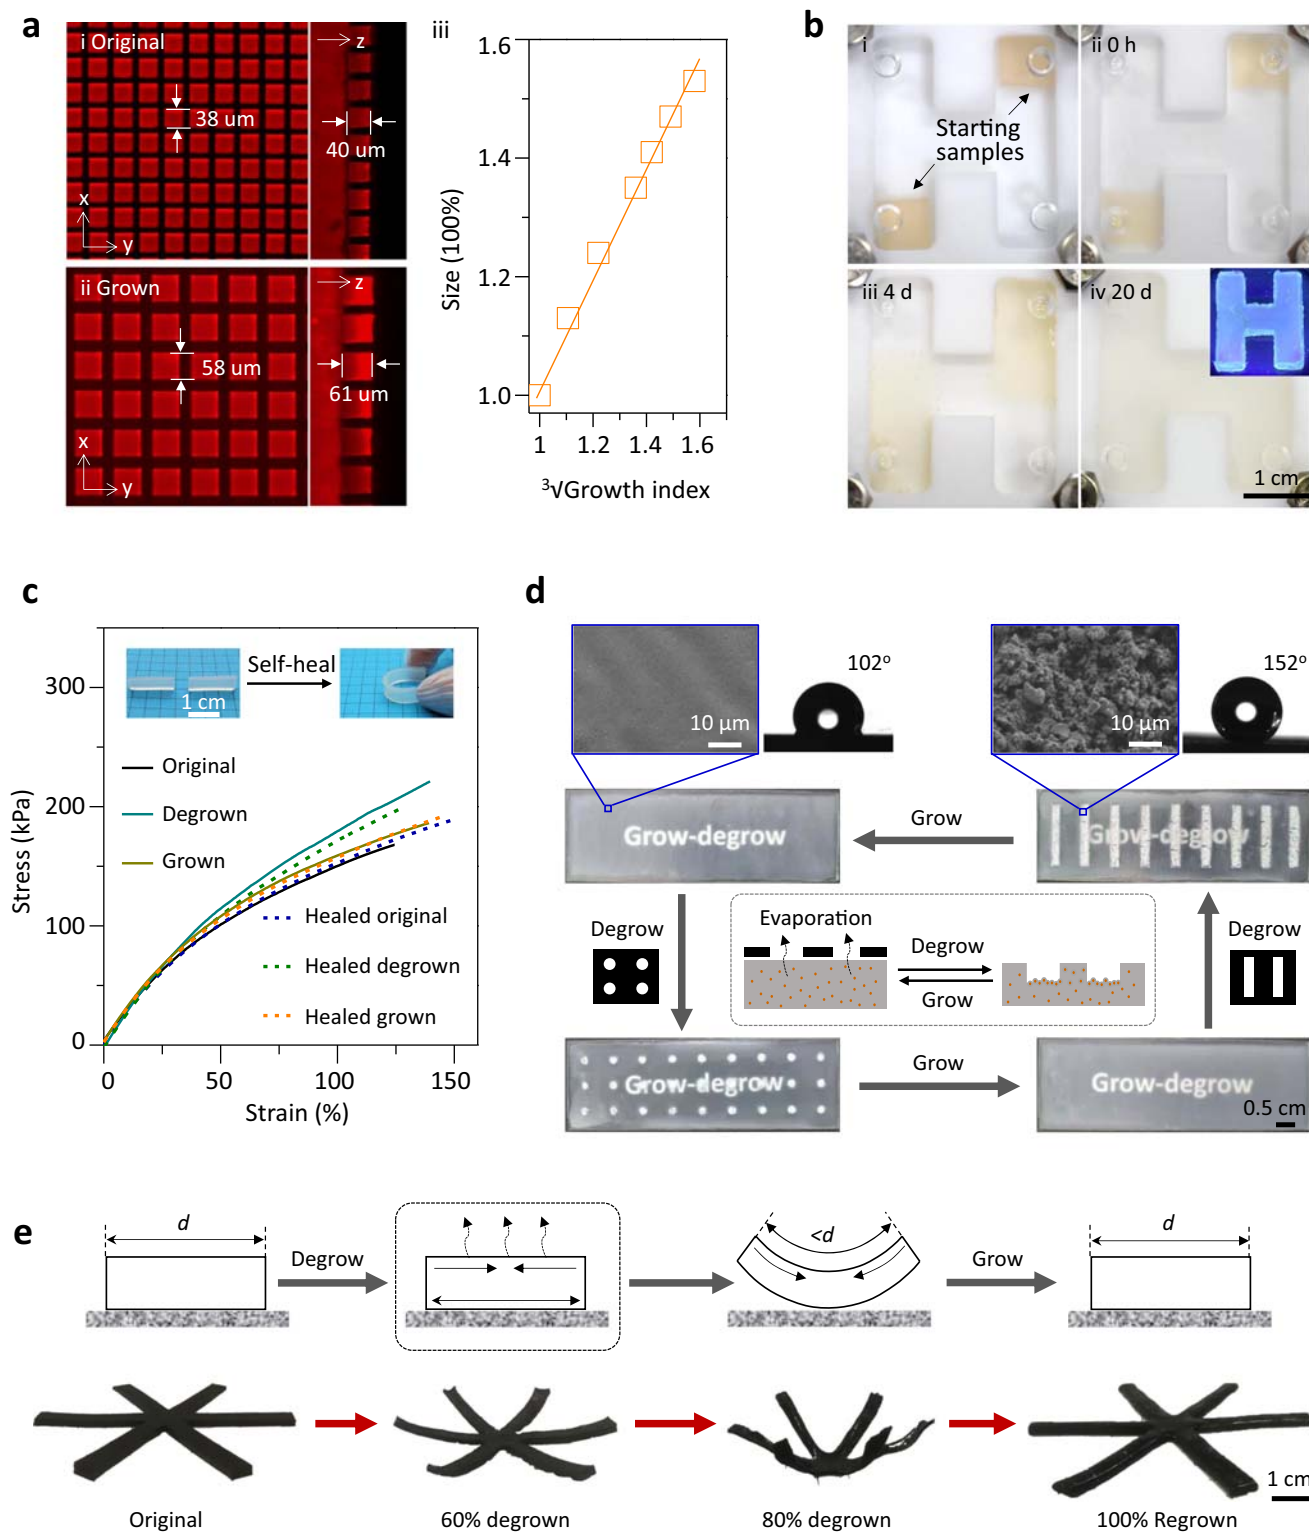 a
i Original
z
38 um
40 um
x
y
ii Grown
z
58 um
61 um
x
y
iii
1.6
1.4
1.2
1.0
Size (100%)
1
1.2
1.4
1.6
³√Growth index
b
i
ii 0 h
Starting
samples
iii 4 d
iv 20 d
1 cm
c
300
200
100
0
Stress (kPa)
Self-heal
1 cm
Original
Degrown
Grown
Healed original
Healed degrown
Healed grown
0
50
100
150
Strain (%)
d
10 µm
102°
10 µm
152°
Grow-degrow
Grow
Grow-degrow
Degrow
Evaporation
Degrow
Grow
Degrow
Grow-degrow
Grow
Grow-degrow
0.5 cm
e
d
Degrow
<d
Grow
d
1 cm
Original
60% degrown
80% degrown
100% Regrown